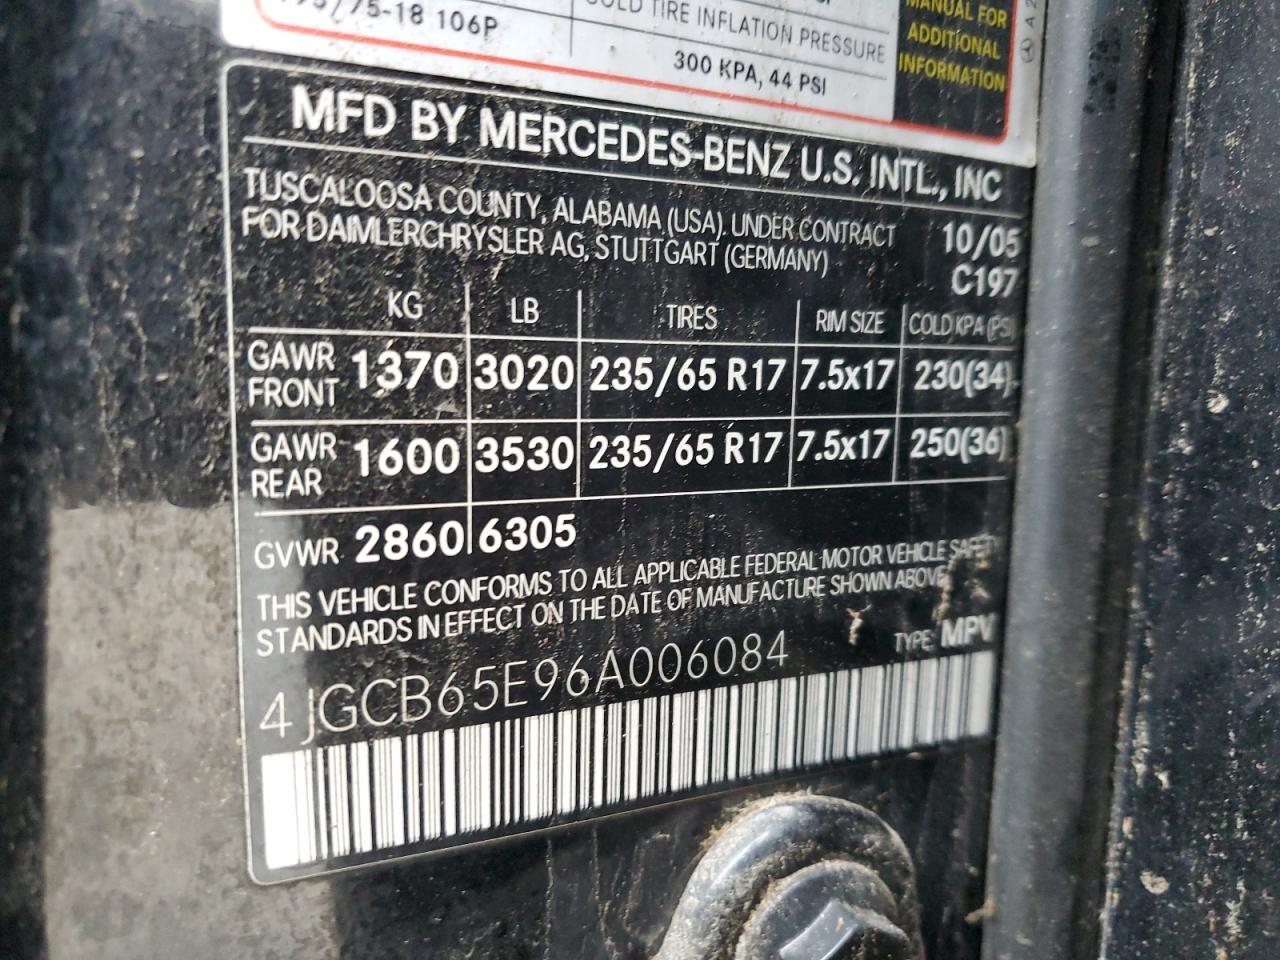 75-18 106P
COLD TIRE INFLATION PRESSURE
300 KPA, 44 PSI
MANUAL FOR
ADDITIONAL
INFORMATION
MFD BY MERCEDES-BENZ U.S. INTL., INC
TUSCALOOSA COUNTY, ALABAMA (USA). UNDER CONTRACT 10/05
FOR DAIMLERCHRYSLER AG, STUTTGART (GERMANY) C197
KG LB TIRES RIM SIZE COLD KPA (PSI)
GAWR FRONT 1370 3020 235/65 R17 7.5x17 230(34)
GAWR REAR 1600 3530 235/65 R17 7.5x17 250(36)
GVWR 2860 6305
THIS VEHICLE CONFORMS TO ALL APPLICABLE FEDERAL MOTOR VEHICLE SAFETY
STANDARDS IN EFFECT ON THE DATE OF MANUFACTURE SHOWN ABOVE
TYPE: MPV
4JGCB65E96A006084